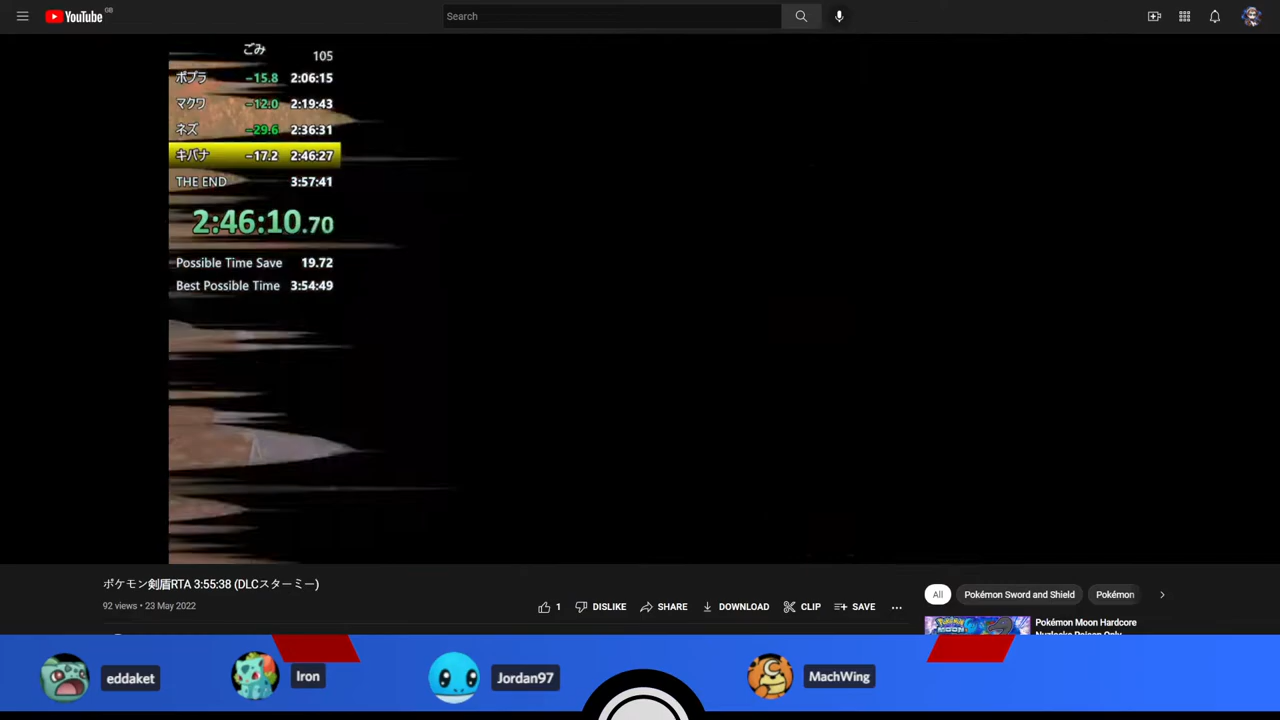 YouTube GB
Search
ごみ 105
ポプラ -15.8 2:06:15
マクワ -12.0 2:19:43
ネズ -29.6 2:36:31
キバナ -17.2 2:46:27
THE END 3:57:41
2:46:10.70
Possible Time Save 19.72
Best Possible Time 3:54:49
ポケモン剣盾RTA 3:55:38 (DLCスターミー)
92 views • 23 May 2022
1 DISLIKE SHARE DOWNLOAD CLIP SAVE
All Pokémon Sword and Shield Pokémon
Pokémon Moon Hardcore
Nuzlocke Poison Only
eddaket Iron Jordan97 MachWing